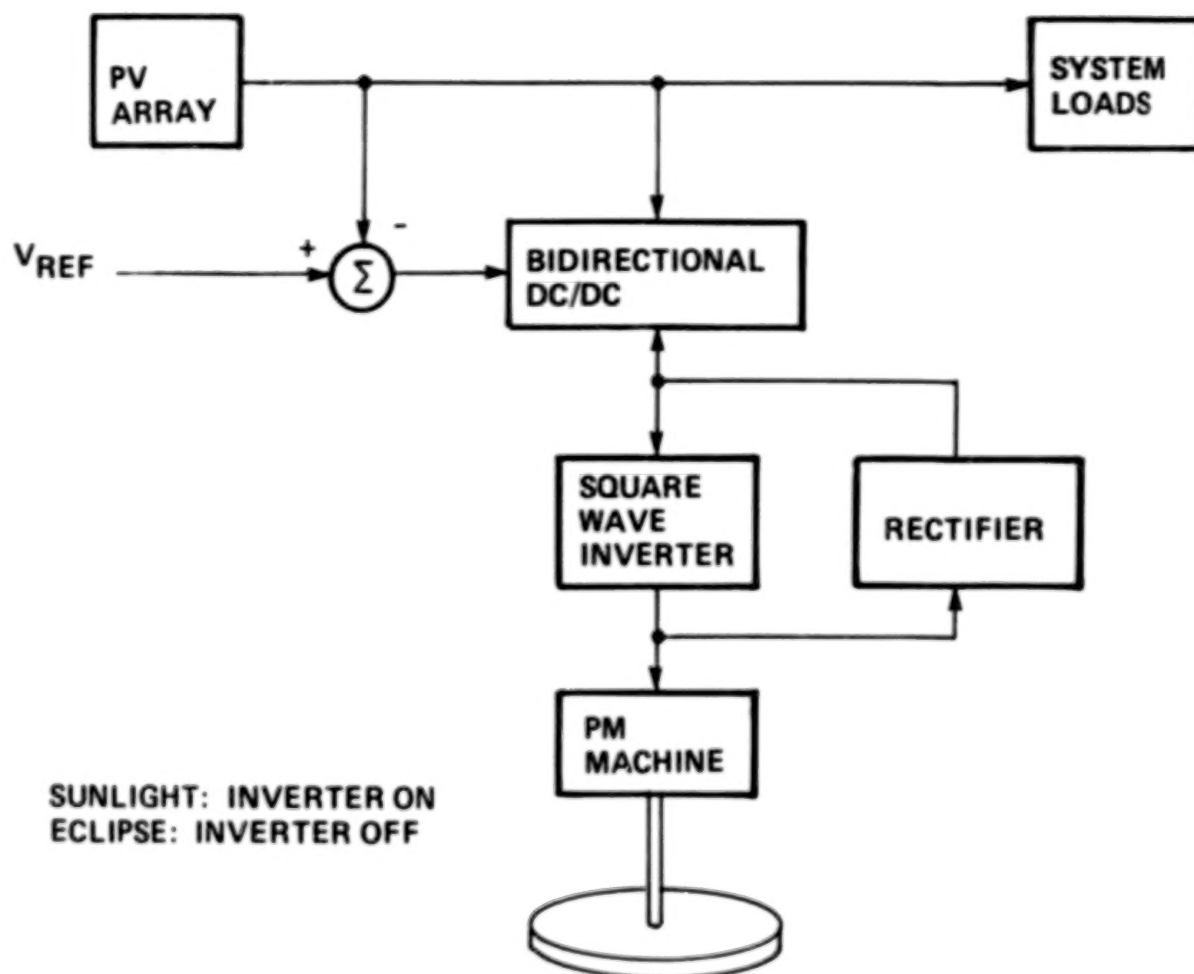 PV
ARRAY
SYSTEM
LOADS
-
+
VREF
Σ
BIDIRECTIONAL
DC/DC
SQUARE
WAVE
INVERTER
RECTIFIER
PM
MACHINE
SUNLIGHT: INVERTER ON
ECLIPSE: INVERTER OFF